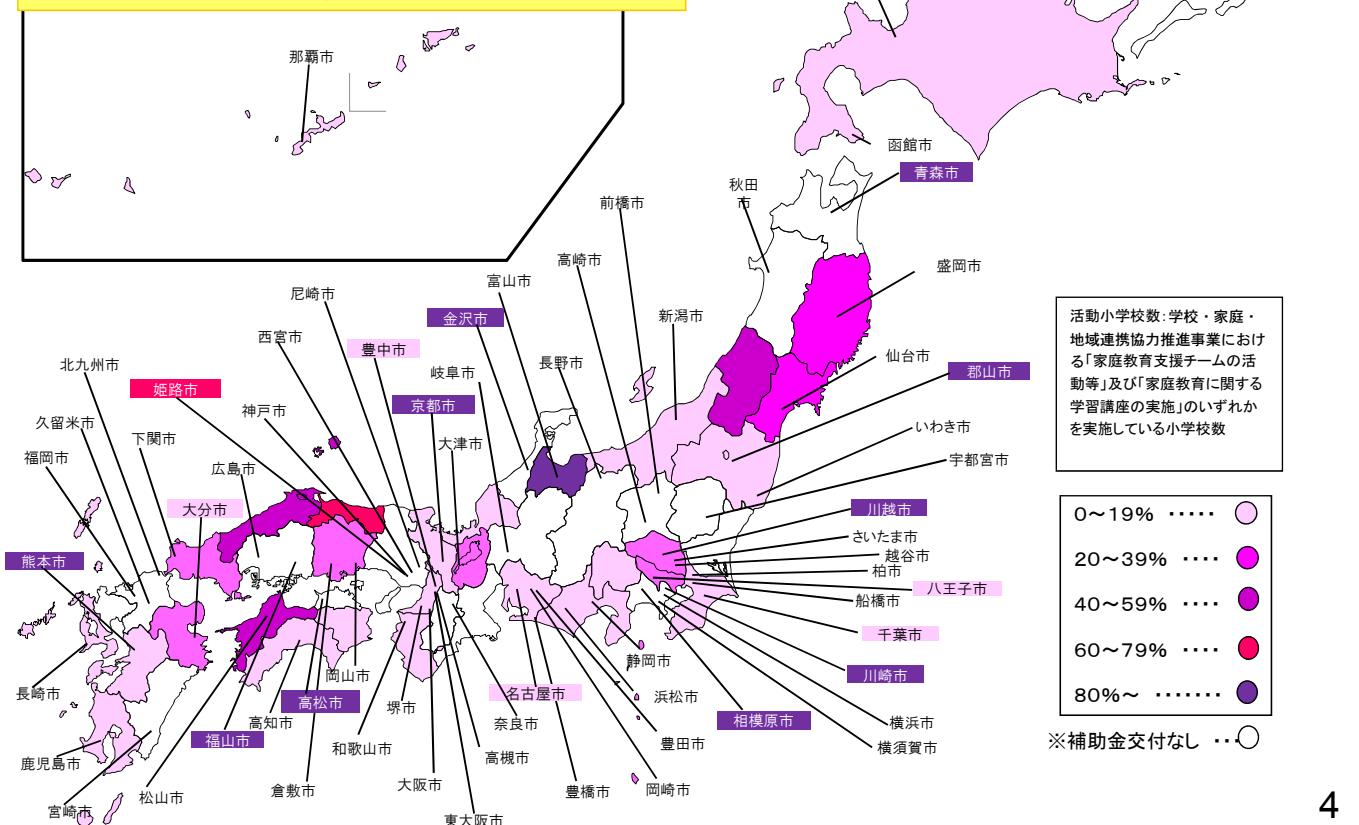 那覇市
函館市
青森市
秋田
市
前橋市
高崎市
盛岡市
富山市
尼崎市
金沢市
新潟市
西宮市
豊中市
長野市
仙台市
北九州市
岐阜市
郡山市
姫路市
京都市
神戸市
久留米市
大津市
いわき市
下関市
福岡市
広島市
宇都宮市
大分市
川越市
さいたま市
越谷市
熊本市
柏市
八王子市
船橋市
千葉市
静岡市
岡山市
川崎市
長崎市
名古屋市
浜松市
高松市
堺市
相模原市
高知市
奈良市
横浜市
福山市
和歌山市
豊田市
横須賀市
鹿児島市
高槻市
大阪市
倉敷市
豊橋市
岡崎市
松山市
宮崎市
東大阪市
活動小学校数:学校・家庭・
地域連携協力推進事業におけ
る「家庭教育支援チームの活
動等」及び「家庭教育に関する
学習講座の実施」のいずれか
を実施している小学校数
0～19% ‥‥‥
20～39% ‥‥
40～59% ‥‥
60～79% ‥‥
80%～ ‥‥‥‥
※補助金交付なし ‥‥
4